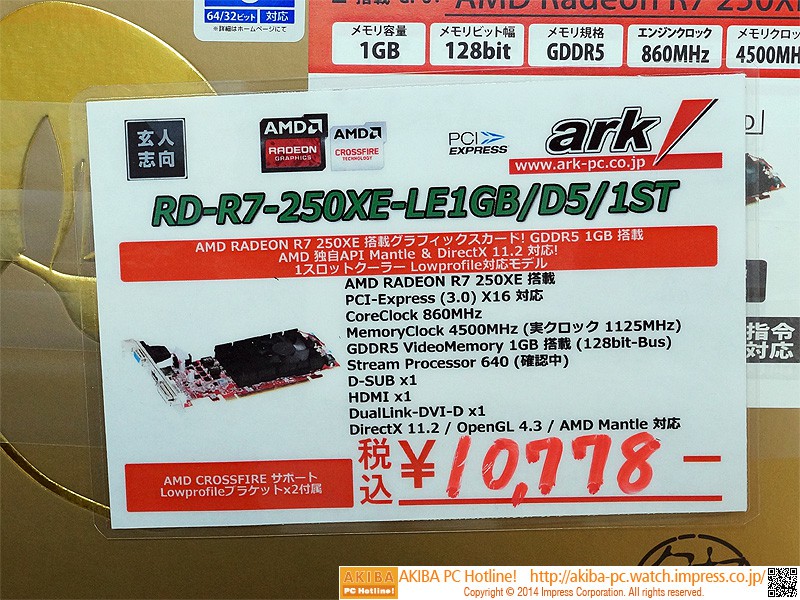 64/32ビット 対応
※詳細はホームページにて
AMD Radeon R7 250X
メモリ容量
1GB
メモリビット幅
128bit
メモリ規格
GDDR5
エンジンクロック
860MHz
メモリクロ
4500MH
玄人
志向
AMD
RADEON
GRAPHICS
AMD
CROSSFIRE
TECHNOLOGY
PCI
EXPRESS
ark
www.ark-pc.co.jp
RD-R7-250XE-LE1GB/D5/1ST
AMD RADEON R7 250XE 搭載グラフィックスカード! GDDR5 1GB 搭載
AMD 独自API Mantle & DirectX 11.2 対応!
1スロットクーラー Lowprofile対応モデル
AMD RADEON R7 250XE 搭載
PCI-Express (3.0) X16 対応
CoreClock 860MHz
MemoryClock 4500MHz (実クロック 1125MHz)
GDDR5 VideoMemory 1GB 搭載 (128bit-Bus)
Stream Processor 640 (確認中)
D-SUB x1
HDMI x1
DualLink-DVI-D x1
DirectX 11.2 / OpenGL 4.3 / AMD Mantle 対応
指令
対応
AMD CROSSFIRE サポート
Lowprofileブラケットx2付属
税込 ¥10,778-
AKIBA
PC Hotline!
AKIBA PC Hotline! http://akiba-pc.watch.impress.co.jp/
Copyright © 2014 Impress Corporation. All rights reserved.